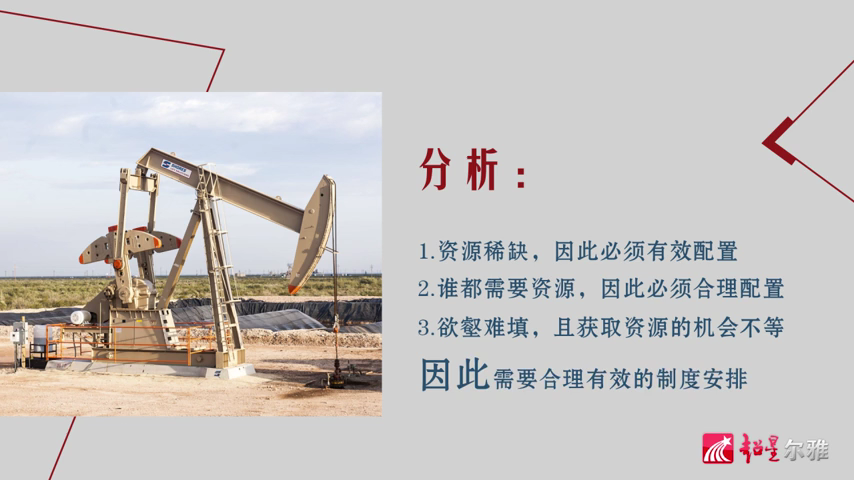 分析：
1.资源稀缺，因此必须有效配置
2.谁都需要资源，因此必须合理配置
3.欲壑难填，且获取资源的机会不等
因此需要合理有效的制度安排
超星尔雅